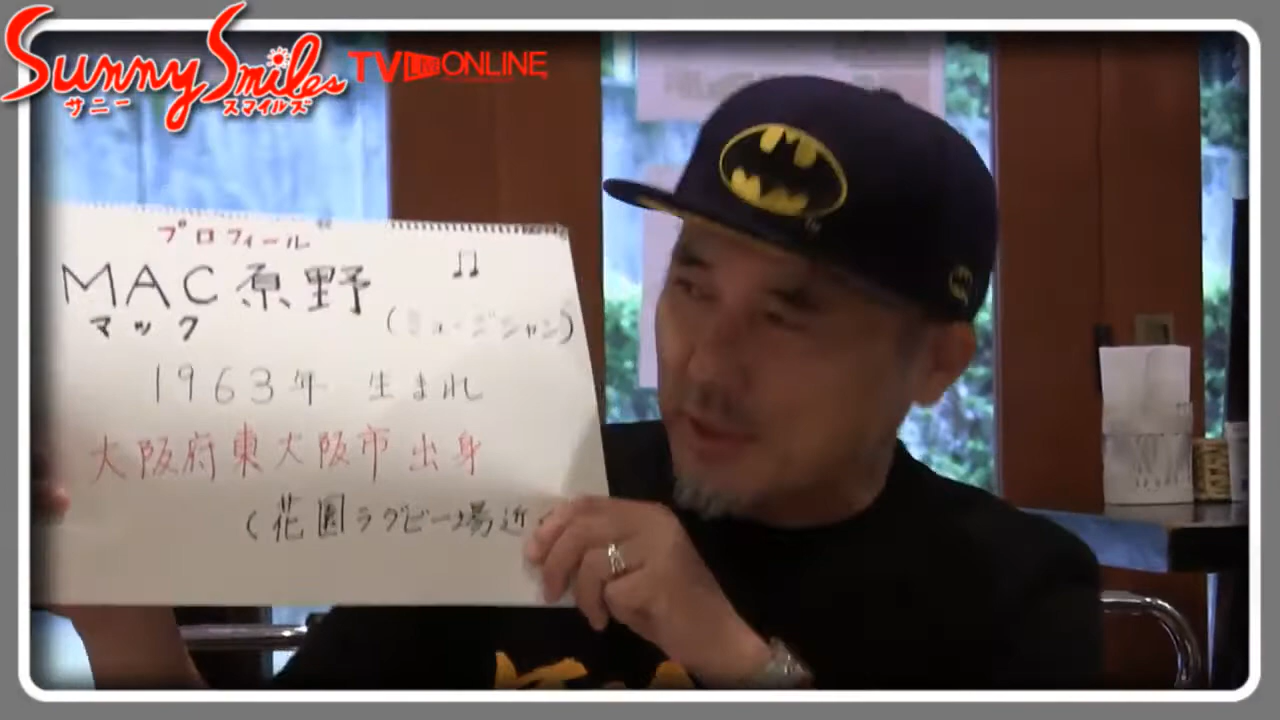 Sunny Smiles
サニー スマイルズ
TV LIVE ONLINE
プロフィール
MAC原野
マック
(ミュージシャン)
1963年 生まれ
大阪府東大阪市出身
(花園ラグビー場近